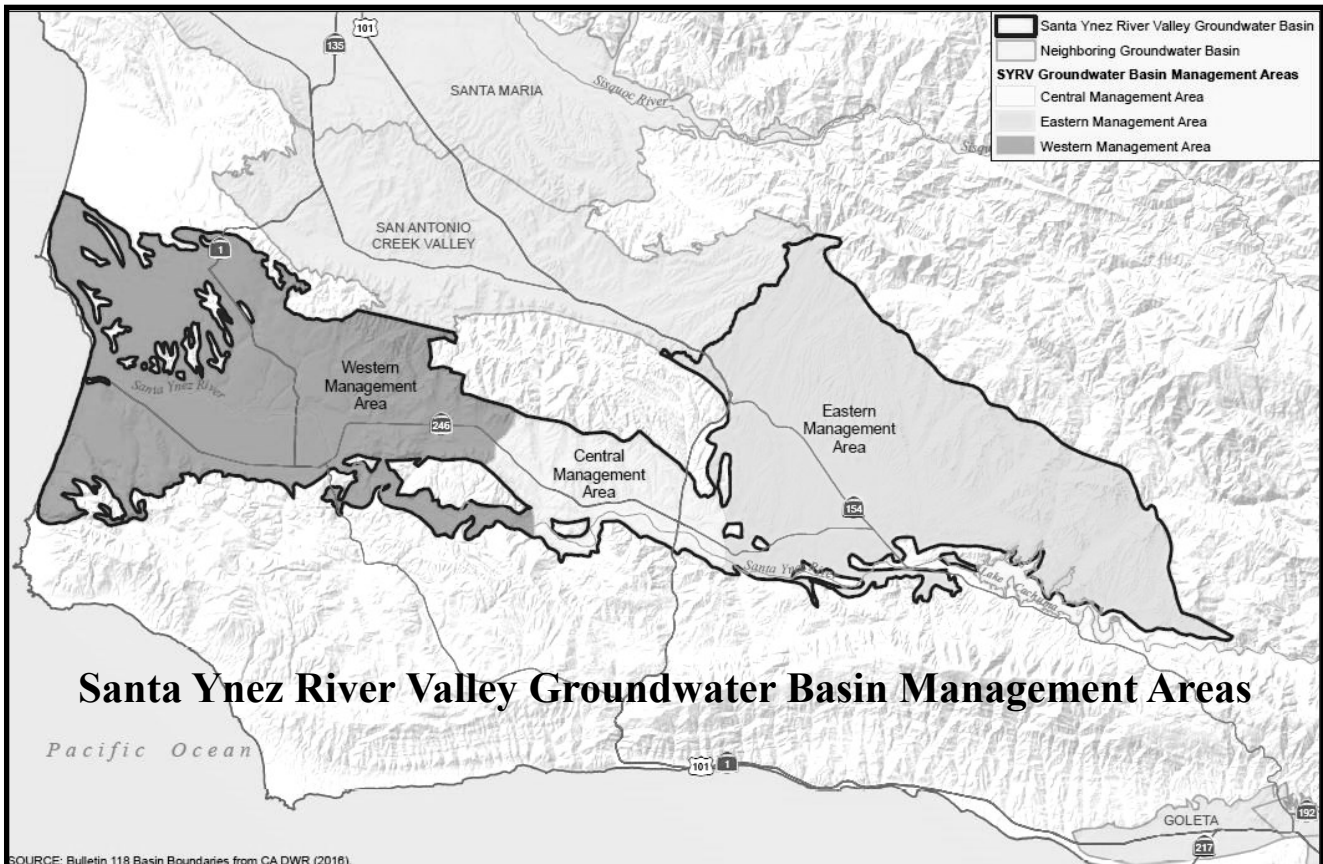 101
135
Santa Ynez River Valley Groundwater Basin
Neighboring Groundwater Basin
SYRV Groundwater Basin Management Areas
Central Management Area
Eastern Management Area
Western Management Area
SANTA MARIA
Sisquoc River
Sisqu
SAN ANTONIO
CREEK VALLEY
1
Western
Management
Area
Santa Ynez River
246
Eastern
Management
Area
Central
Management
Area
154
Santa Ynez River
Lake Cachuma
Santa Ynez River Valley Groundwater Basin Management Areas
Pacific Ocean
101
1
GOLETA
192
217
SOURCE: Bulletin 118 Basin Boundaries from CA DWR (2016).